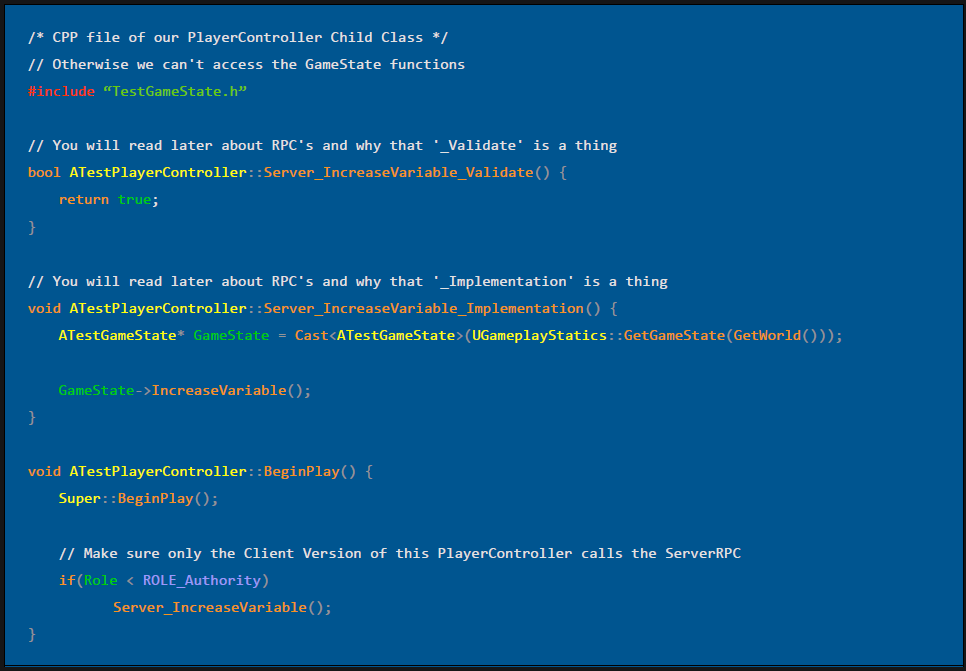 /* CPP file of our PlayerController Child Class */
// Otherwise we can't access the GameState functions
#include “TestGameState.h”
// You will read later about RPC's and why that '_Validate' is a thing
bool ATestPlayerController::Server_IncreaseVariable_Validate() {
return true;
}
// You will read later about RPC's and why that '_Implementation' is a thing
void ATestPlayerController::Server_IncreaseVariable_Implementation() {
ATestGameState* GameState = Cast<ATestGameState>(UGameplayStatics::GetGameState(GetWorld()));
GameState->IncreaseVariable();
}
void ATestPlayerController::BeginPlay() {
Super::BeginPlay();
// Make sure only the Client Version of this PlayerController calls the ServerRPC
if(Role < ROLE_Authority)
Server_IncreaseVariable();
}